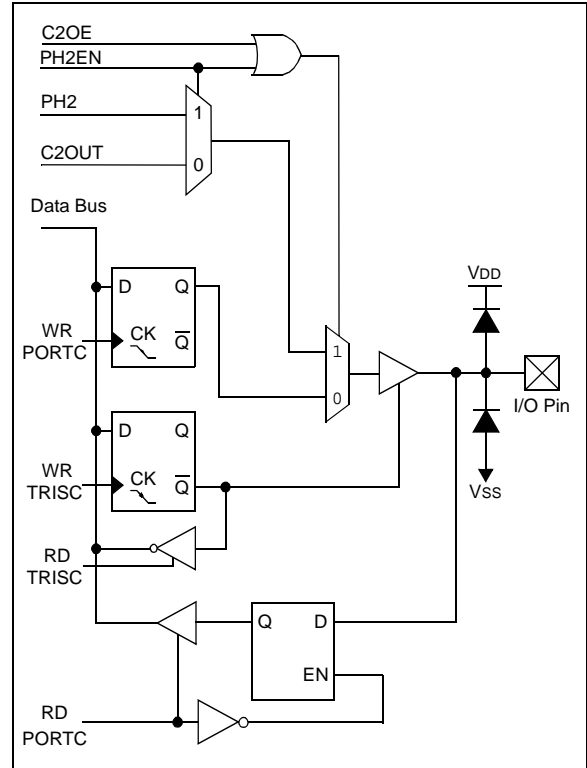 C2OE
PH2EN
PH2
1
C2OUT
0
Data Bus
VDD
D Q
WR
PORTC
CK
Q
1
0
I/O Pin
D Q
WR
TRISC
CK
Q
VSS
RD
TRISC
Q D
EN
RD
PORTC